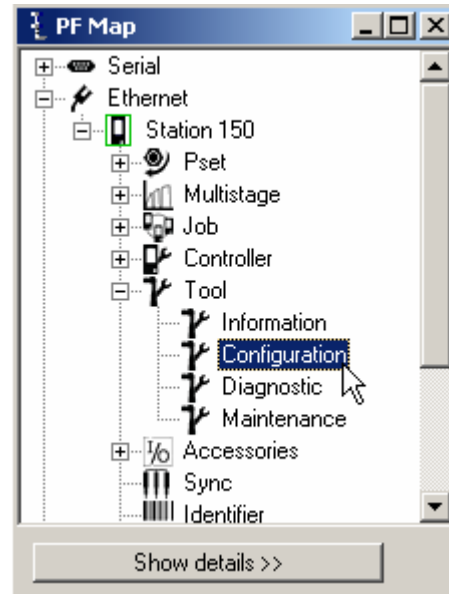 PF Map
Serial
Ethernet
Station 150
Pset
Multistage
Job
Controller
Tool
Information
Configuration
Diagnostic
Maintenance
I/o Accessories
Sync
Identifier
Show details >>